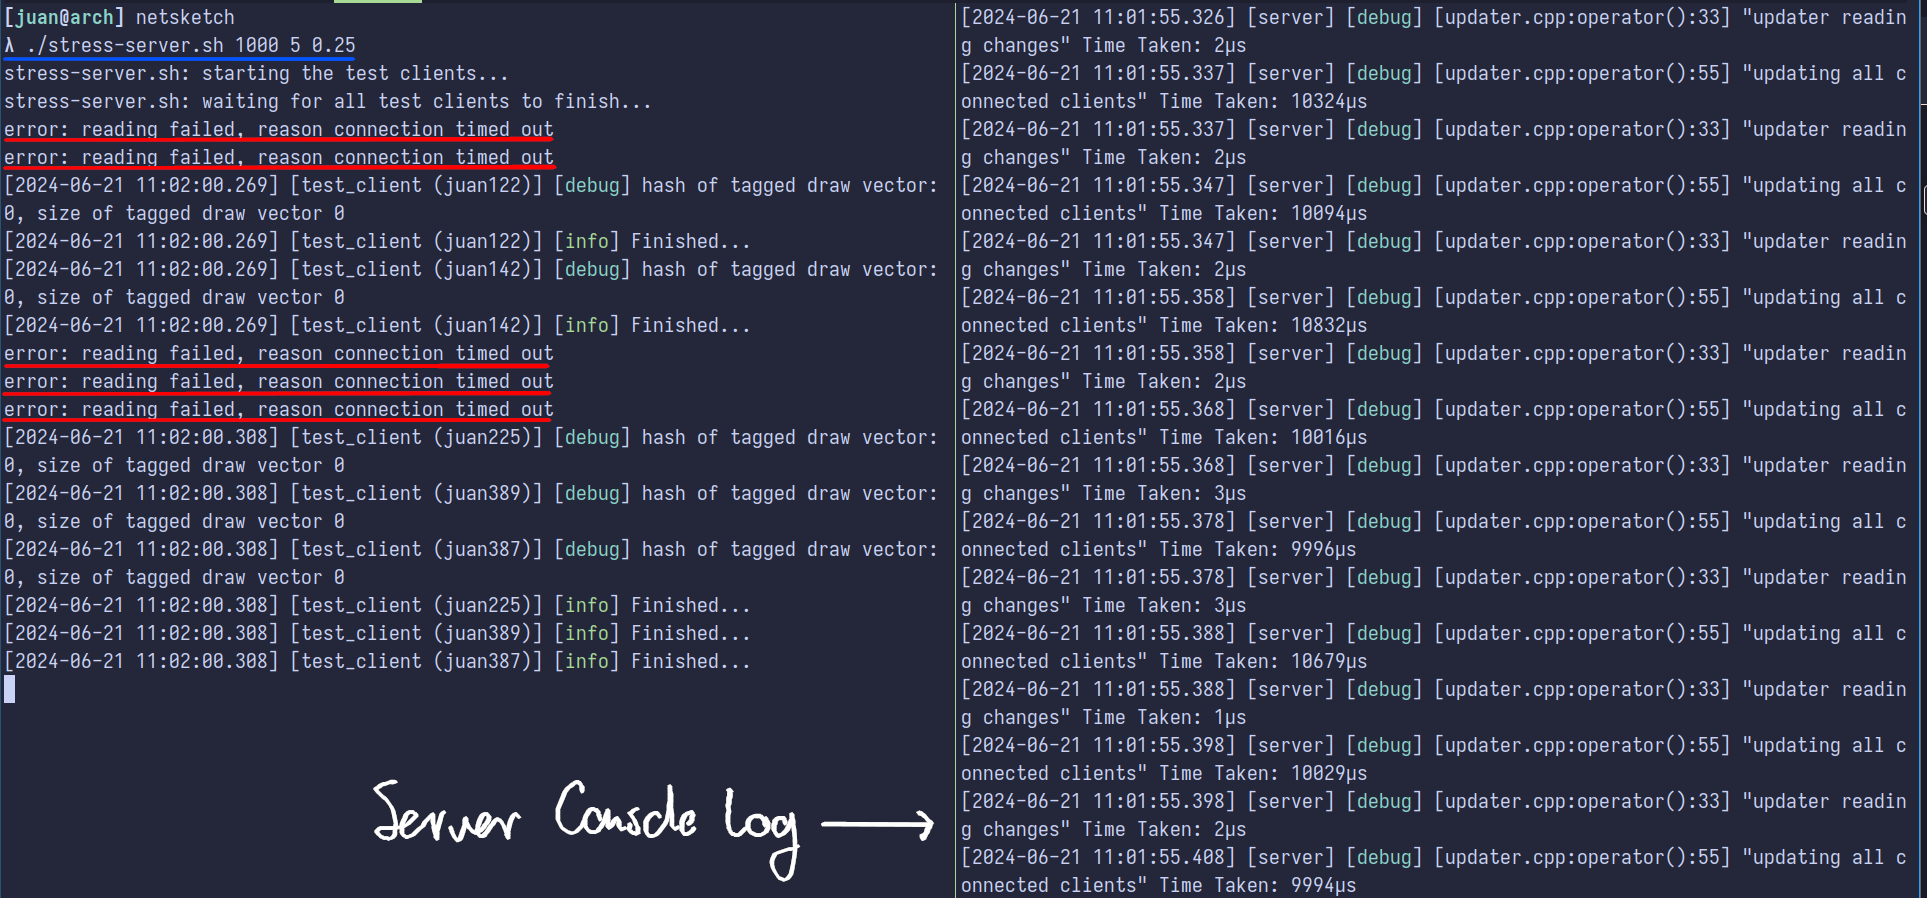 [juan@arch] netsketch
λ ./stress-server.sh 1000 5 0.25
stress-server.sh: starting the test clients...
stress-server.sh: waiting for all test clients to finish...
error: reading failed, reason connection timed out
error: reading failed, reason connection timed out
[2024-06-21 11:02:00.269] [test_client (juan122)] [debug] hash of tagged draw vector:
0, size of tagged draw vector 0
[2024-06-21 11:02:00.269] [test_client (juan122)] [info] Finished...
[2024-06-21 11:02:00.269] [test_client (juan142)] [debug] hash of tagged draw vector:
0, size of tagged draw vector 0
[2024-06-21 11:02:00.269] [test_client (juan142)] [info] Finished...
error: reading failed, reason connection timed out
error: reading failed, reason connection timed out
error: reading failed, reason connection timed out
[2024-06-21 11:02:00.308] [test_client (juan225)] [debug] hash of tagged draw vector:
0, size of tagged draw vector 0
[2024-06-21 11:02:00.308] [test_client (juan389)] [debug] hash of tagged draw vector:
0, size of tagged draw vector 0
[2024-06-21 11:02:00.308] [test_client (juan387)] [debug] hash of tagged draw vector:
0, size of tagged draw vector 0
[2024-06-21 11:02:00.308] [test_client (juan225)] [info] Finished...
[2024-06-21 11:02:00.308] [test_client (juan389)] [info] Finished...
[2024-06-21 11:02:00.308] [test_client (juan387)] [info] Finished...
Server Console Log →
[2024-06-21 11:01:55.326] [server] [debug] [updater.cpp:operator():33] "updater readin
g changes" Time Taken: 2µs
[2024-06-21 11:01:55.337] [server] [debug] [updater.cpp:operator():55] "updating all c
onnected clients" Time Taken: 10324µs
[2024-06-21 11:01:55.337] [server] [debug] [updater.cpp:operator():33] "updater readin
g changes" Time Taken: 2µs
[2024-06-21 11:01:55.347] [server] [debug] [updater.cpp:operator():55] "updating all c
onnected clients" Time Taken: 10094µs
[2024-06-21 11:01:55.347] [server] [debug] [updater.cpp:operator():33] "updater readin
g changes" Time Taken: 2µs
[2024-06-21 11:01:55.358] [server] [debug] [updater.cpp:operator():55] "updating all c
onnected clients" Time Taken: 10832µs
[2024-06-21 11:01:55.358] [server] [debug] [updater.cpp:operator():33] "updater readin
g changes" Time Taken: 2µs
[2024-06-21 11:01:55.368] [server] [debug] [updater.cpp:operator():55] "updating all c
onnected clients" Time Taken: 10016µs
[2024-06-21 11:01:55.368] [server] [debug] [updater.cpp:operator():33] "updater readin
g changes" Time Taken: 3µs
[2024-06-21 11:01:55.378] [server] [debug] [updater.cpp:operator():55] "updating all c
onnected clients" Time Taken: 9996µs
[2024-06-21 11:01:55.378] [server] [debug] [updater.cpp:operator():33] "updater readin
g changes" Time Taken: 3µs
[2024-06-21 11:01:55.388] [server] [debug] [updater.cpp:operator():55] "updating all c
onnected clients" Time Taken: 10679µs
[2024-06-21 11:01:55.388] [server] [debug] [updater.cpp:operator():33] "updater readin
g changes" Time Taken: 1µs
[2024-06-21 11:01:55.398] [server] [debug] [updater.cpp:operator():55] "updating all c
onnected clients" Time Taken: 10029µs
[2024-06-21 11:01:55.398] [server] [debug] [updater.cpp:operator():33] "updater readin
g changes" Time Taken: 2µs
[2024-06-21 11:01:55.408] [server] [debug] [updater.cpp:operator():55] "updating all c
onnected clients" Time Taken: 9994µs